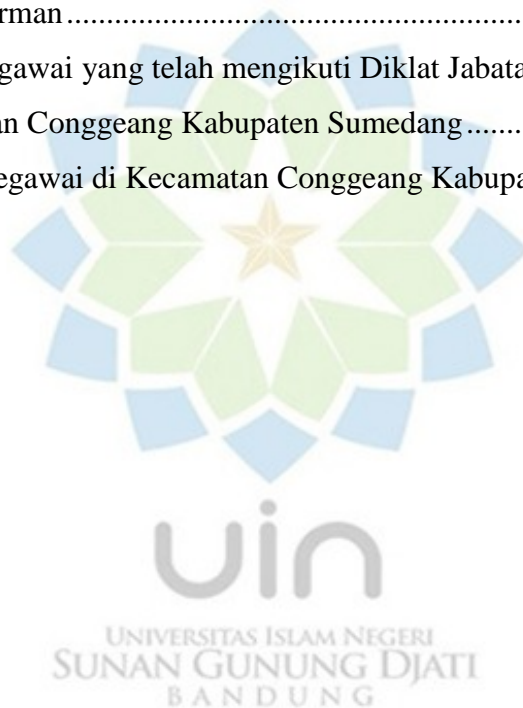 rman.......................................................
gawai yang telah mengikuti Diklat Jabata
an Conggeang Kabupaten Sumedang.......
egawai di Kecamatan Conggeang Kabupa
uin
UNIVERSITAS ISLAM NEGERI
SUNAN GUNUNG DJATI
BANDUNG